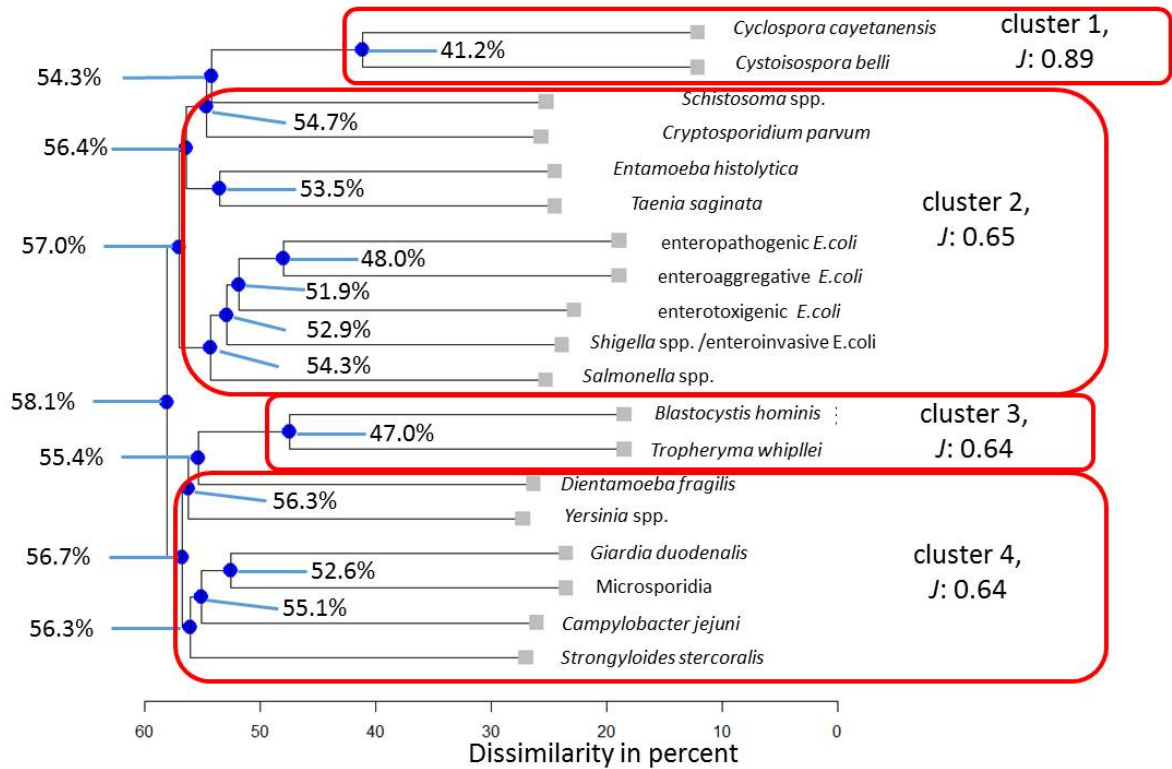 Cyclospora cayetanensis
cluster 1,
J: 0.89
41.2%
Cystoisospora belli
54.3%
Schistosoma spp.
54.7%
Cryptosporidium parvum
56.4%
Entamoeba histolytica
53.5%
Taenia saginata
cluster 2,
J: 0.65
57.0%
enteropathogenic E.coli
48.0%
enteroaggregative E.coli
51.9%
enterotoxigenic E.coli
52.9%
Shigella spp. /enteroinvasive E.coli
54.3%
Salmonella spp.
58.1%
Blastocystis hominis
cluster 3,
J: 0.64
47.0%
Tropheryma whipllei
55.4%
Dientamoeba fragilis
56.3%
Yersinia spp.
56.7%
Giardia duodenalis
cluster 4,
J: 0.64
52.6%
Microsporidia
55.1%
Campylobacter jejuni
56.3%
Strongyloides stercoralis
60 50 40 30 20 10 0
Dissimilarity in percent